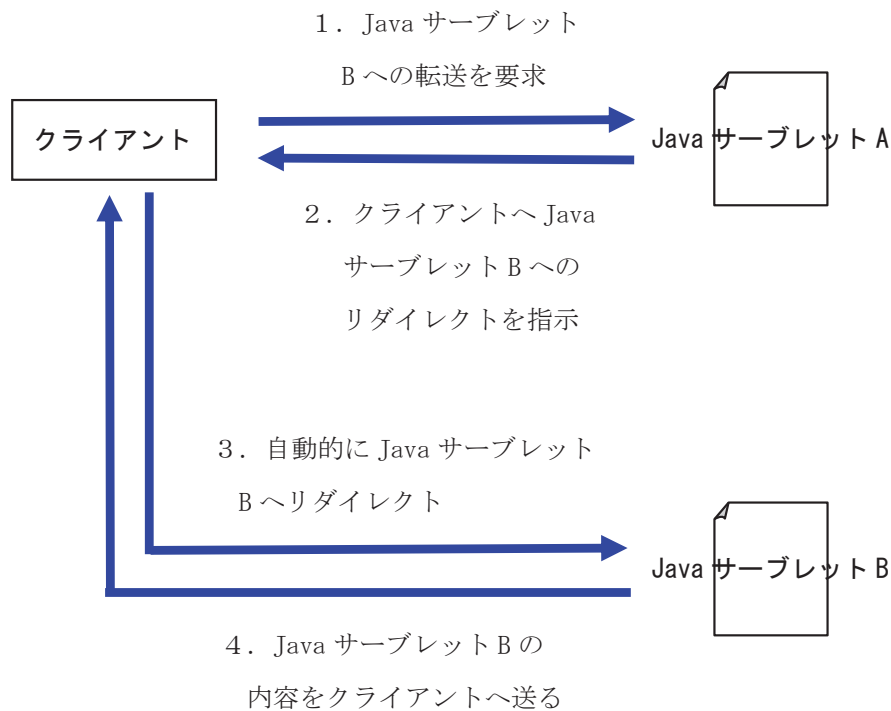 １．Java サーブレット
B への転送を要求
クライアント
Java サーブレット A
２．クライアントへ Java
サーブレット B への
リダイレクトを指示
３．自動的に Java サーブレット
B へリダイレクト
Java サーブレット B
４．Java サーブレット B の
内容をクライアントへ送る